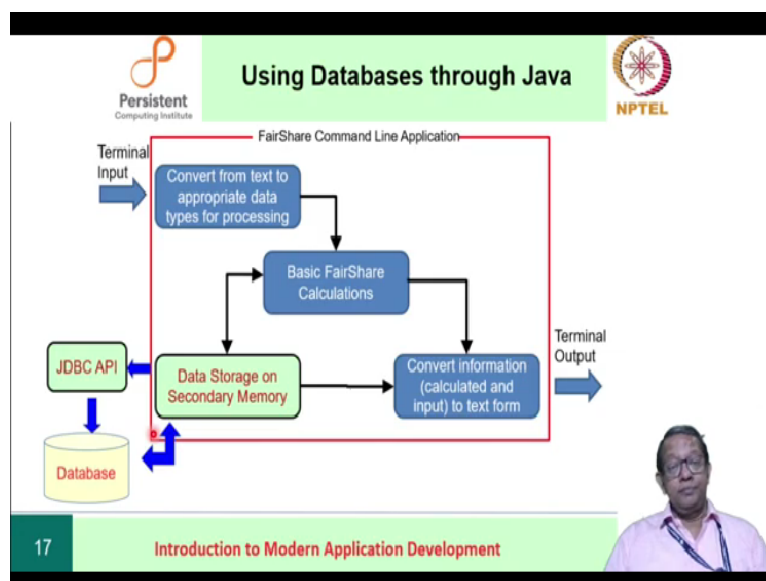 Using Databases through Java
Persistent
Computing Institute
NPTEL
FairShare Command Line Application
Terminal
Input
Convert from text to
appropriate data
types for processing
Basic FairShare
Calculations
Terminal
Output
JDBC API
Data Storage on
Secondary Memory
Convert information
(calculated and
input) to text form
Database
17
Introduction to Modern Application Development